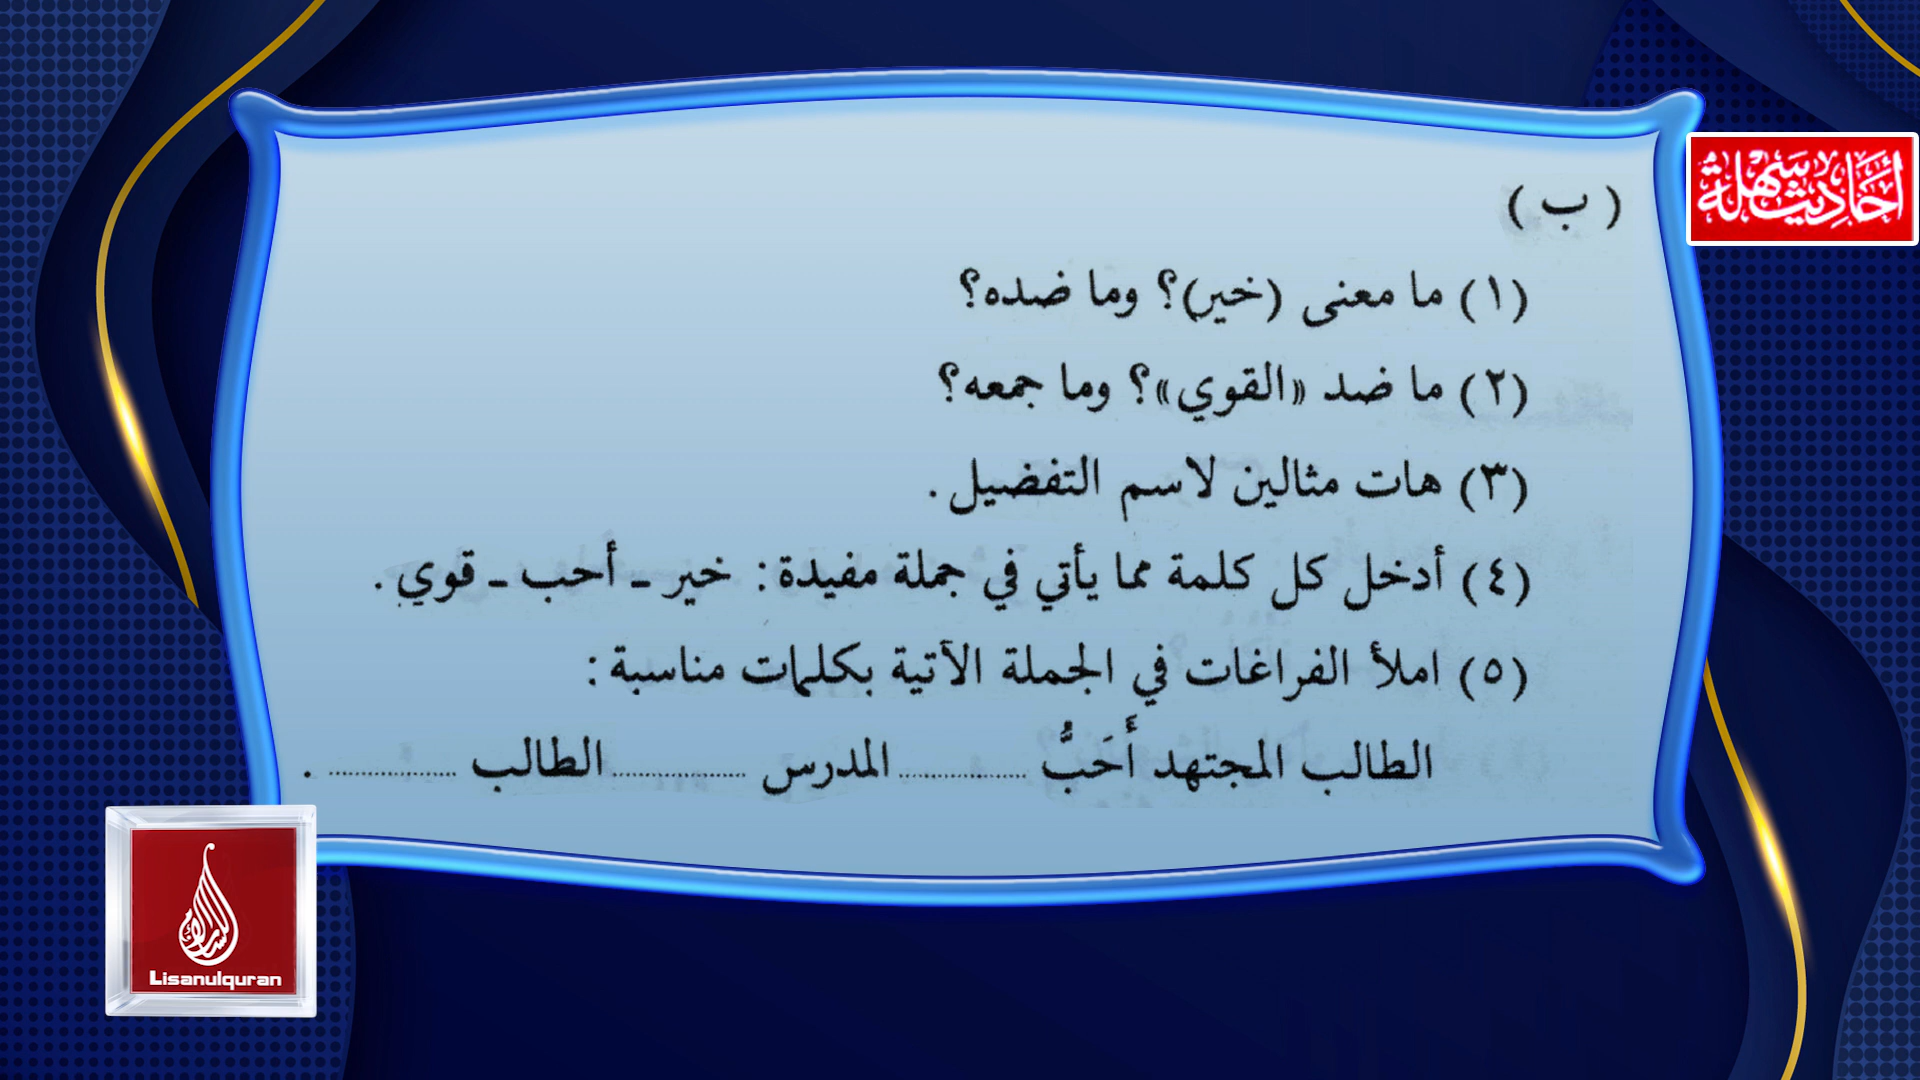 أَحَادِيثُ سَهْلَةٌ
( ب )
(١) ما معنى (خير)؟ وما ضده؟
(٢) ما ضد «القوي»؟ وما جمعه؟
(٣) هات مثالين لاسم التفضيل .
(٤) أدخل كل كلمة مما يأتي في جملة مفيدة : خير ـ أحب ـ قوي .
(٥) املأ الفراغات في الجملة الآتية بكلمات مناسبة :
الطالب المجتهد أَحَبُّ ............ المدرس ............ الطالب ............ .
Lisanulquran